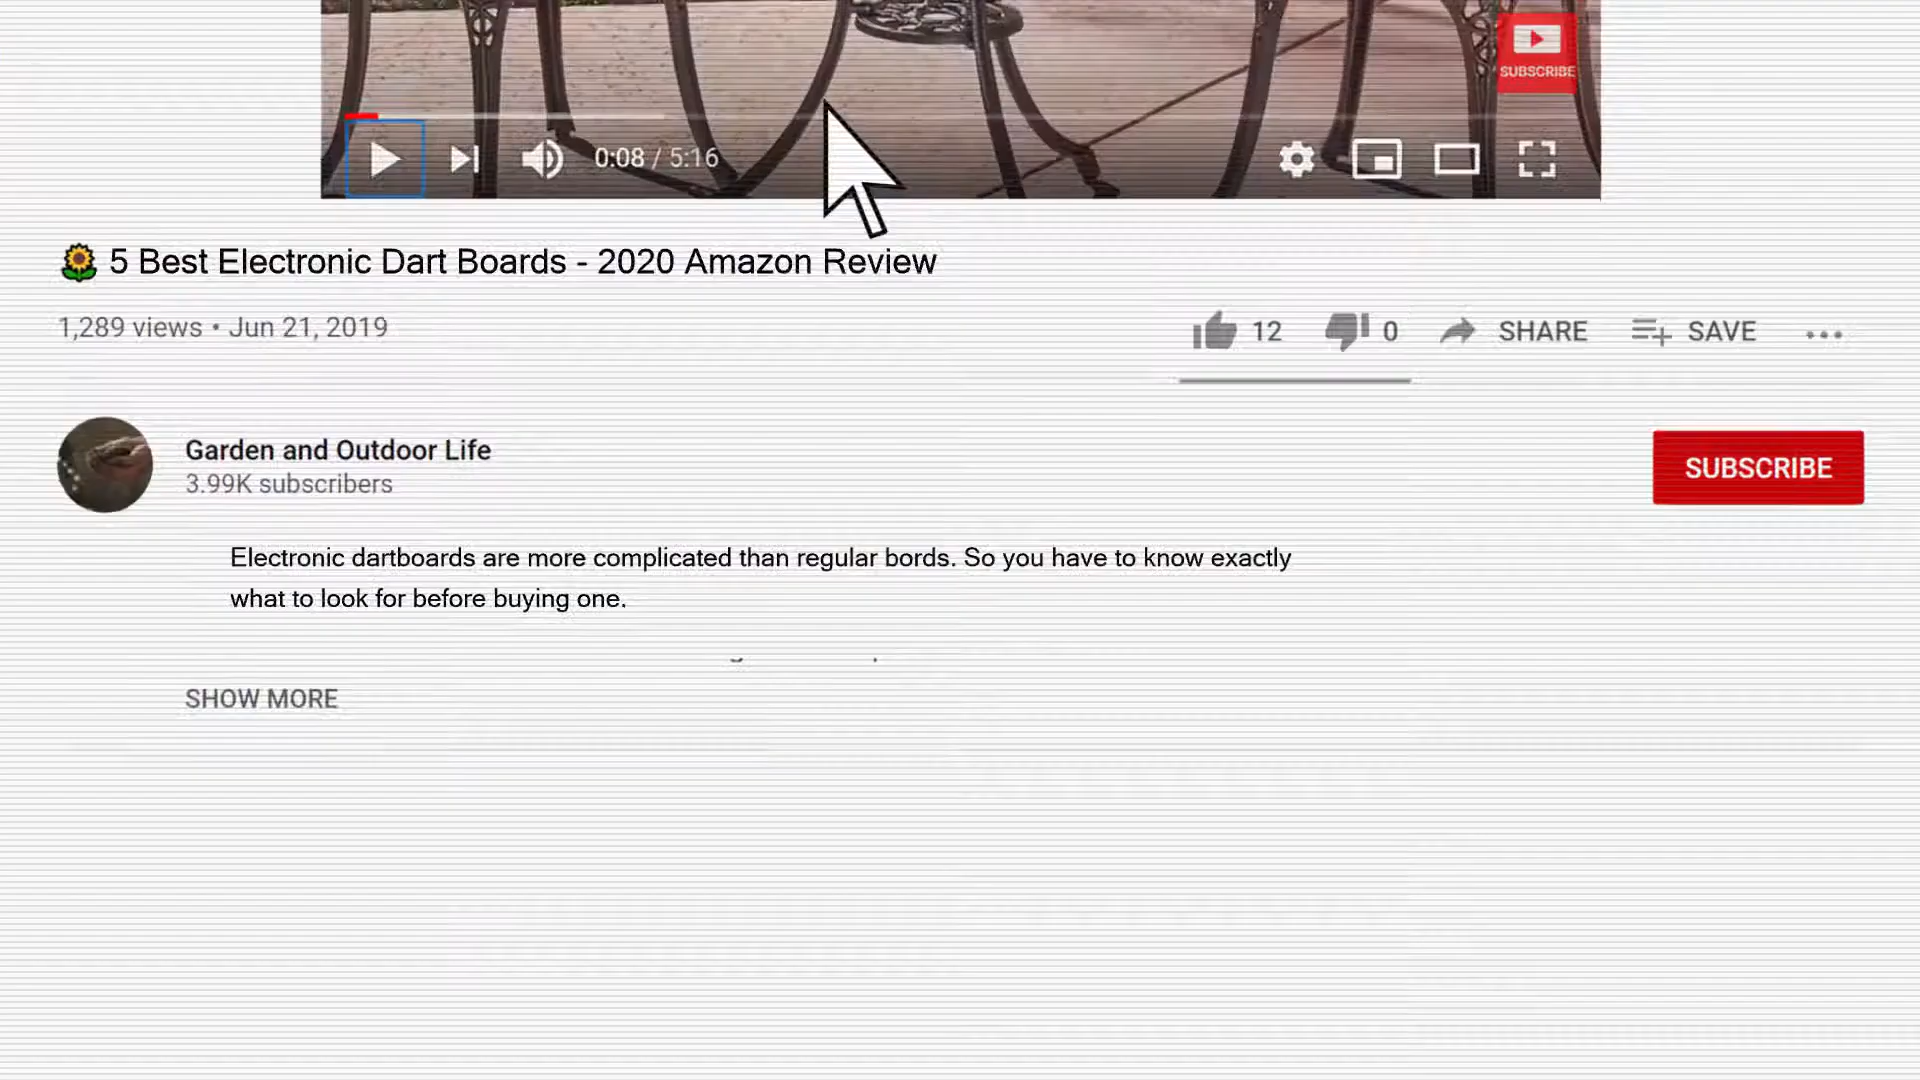 SUBSCRIBE
0:08 / 5:16
🌻 5 Best Electronic Dart Boards - 2020 Amazon Review
1,289 views • Jun 21, 2019
12 0 SHARE SAVE
Garden and Outdoor Life
3.99K subscribers
SUBSCRIBE
Electronic dartboards are more complicated than regular bords. So you have to know exactly
what to look for before buying one.
SHOW MORE